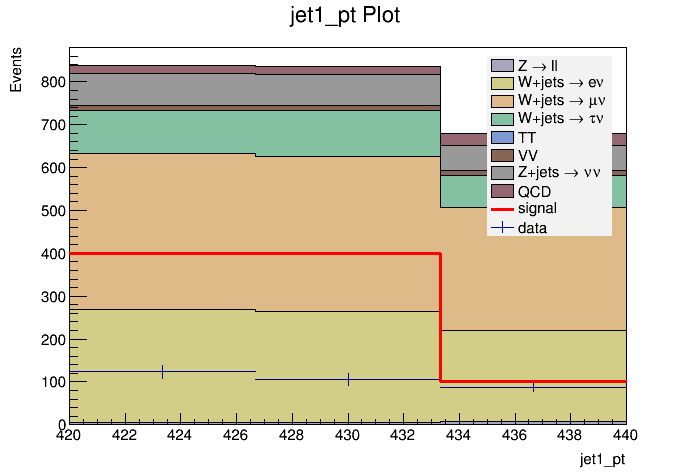 jet1_pt Plot
Events
800
700
600
500
400
300
200
100
0
420 422 424 426 428 430 432 434 436 438 440
jet1_pt
Z → ll
W+jets → eν
W+jets → μν
W+jets → τν
TT
VV
Z+jets → νν
QCD
signal
data